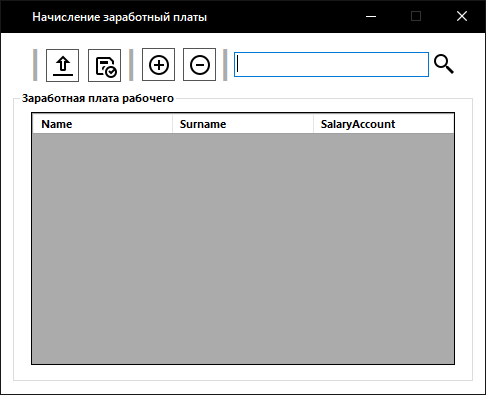 Начисление заработный платы
Заработная плата рабочего
Name Surname SalaryAccount